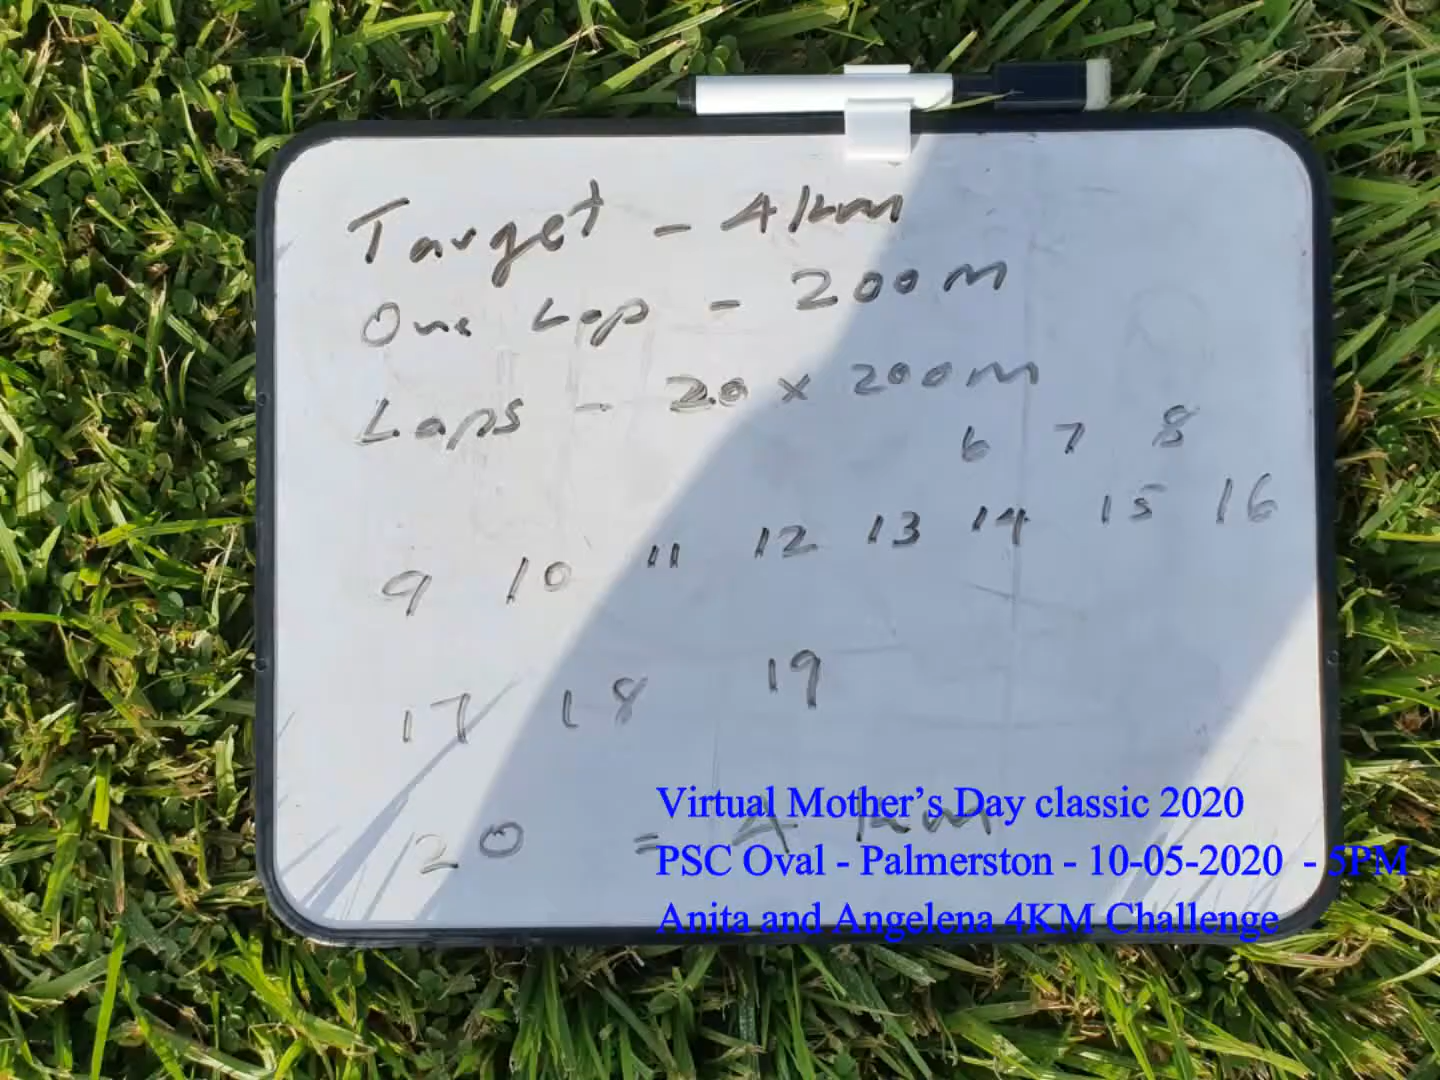 Target - 4km
One Lap - 200m
Laps - 20 x 200m
6 7 8
9 10 11 12 13 14 15 16
17 18 19
20 = 4 km
Virtual Mother’s Day classic 2020
PSC Oval - Palmerston - 10-05-2020 - 5PM
Anita and Angelena 4KM Challenge